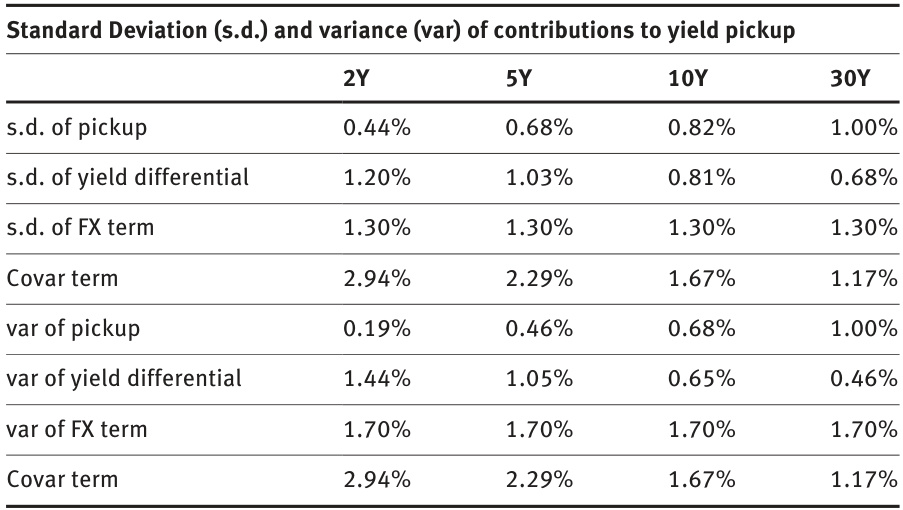 Standard Deviation (s.d.) and variance (var) of contributions to yield pickup
2Y 5Y 10Y 30Y
s.d. of pickup 0.44% 0.68% 0.82% 1.00%
s.d. of yield differential 1.20% 1.03% 0.81% 0.68%
s.d. of FX term 1.30% 1.30% 1.30% 1.30%
Covar term 2.94% 2.29% 1.67% 1.17%
var of pickup 0.19% 0.46% 0.68% 1.00%
var of yield differential 1.44% 1.05% 0.65% 0.46%
var of FX term 1.70% 1.70% 1.70% 1.70%
Covar term 2.94% 2.29% 1.67% 1.17%